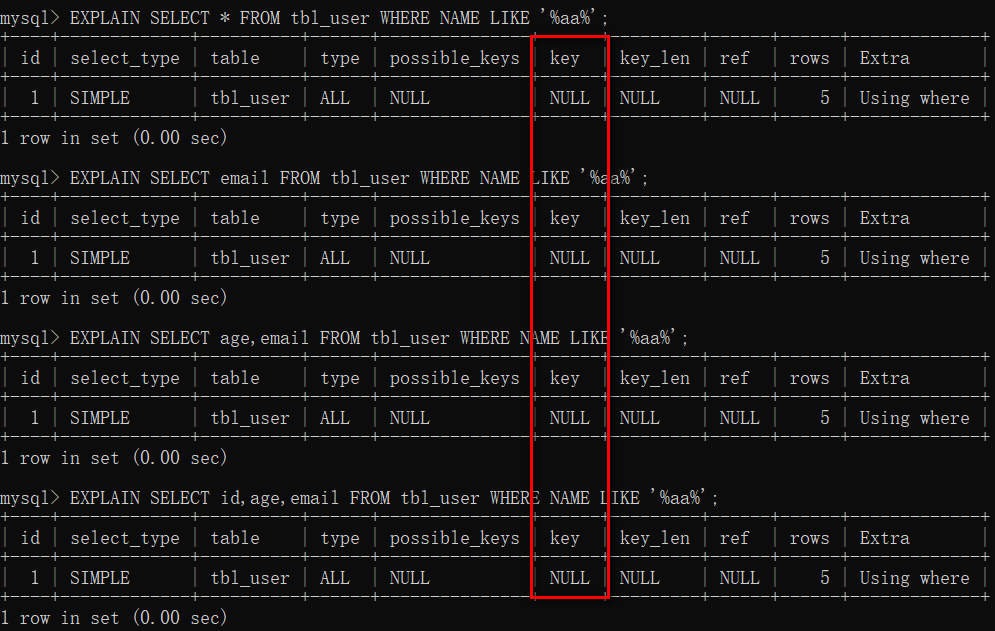 mysql> EXPLAIN SELECT * FROM tbl_user WHERE NAME LIKE '%aa%';
| id | select_type | table | type | possible_keys | key | key_len | ref | rows | Extra |
| 1 | SIMPLE | tbl_user | ALL | NULL | NULL | NULL | NULL | 5 | Using where |
1 row in set (0.00 sec)
mysql> EXPLAIN SELECT email FROM tbl_user WHERE NAME LIKE '%aa%';
| id | select_type | table | type | possible_keys | key | key_len | ref | rows | Extra |
| 1 | SIMPLE | tbl_user | ALL | NULL | NULL | NULL | NULL | 5 | Using where |
1 row in set (0.00 sec)
mysql> EXPLAIN SELECT age,email FROM tbl_user WHERE NAME LIKE '%aa%';
| id | select_type | table | type | possible_keys | key | key_len | ref | rows | Extra |
| 1 | SIMPLE | tbl_user | ALL | NULL | NULL | NULL | NULL | 5 | Using where |
1 row in set (0.00 sec)
mysql> EXPLAIN SELECT id,age,email FROM tbl_user WHERE NAME LIKE '%aa%';
| id | select_type | table | type | possible_keys | key | key_len | ref | rows | Extra |
| 1 | SIMPLE | tbl_user | ALL | NULL | NULL | NULL | NULL | 5 | Using where |
1 row in set (0.00 sec)